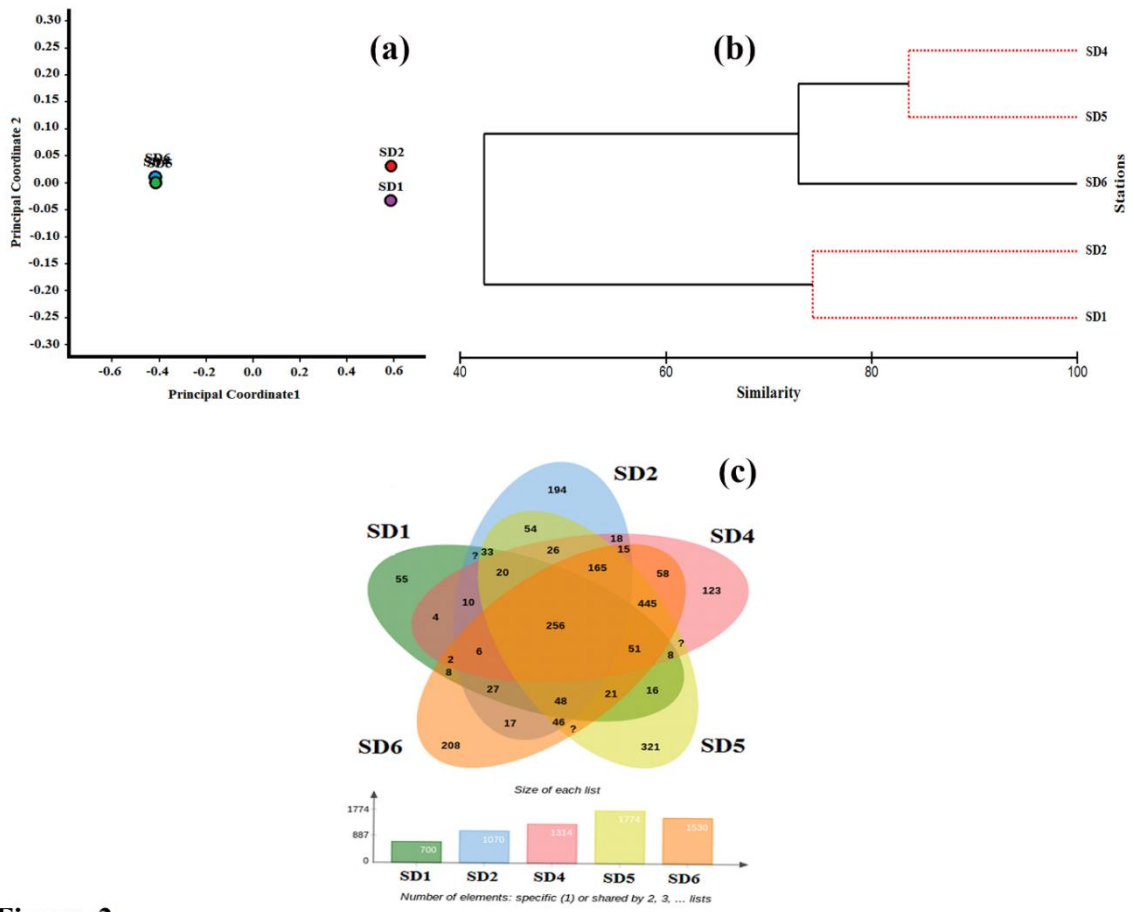 (a)
0.30
0.25
0.20
0.15
0.10
0.05
0.00
-0.05
-0.10
-0.15
-0.20
-0.25
-0.30
Principal Coordinate 2
SD6
SD5
SD2
SD1
-0.6 -0.4 -0.2 0.0 0.2 0.4 0.6
Principal Coordinate1
(b)
SD4
SD5
SD6
SD2
SD1
Stations
40 60 80 100
Similarity
(c)
SD2
SD1
SD4
SD6
SD5
194
54
18
? 33
26
15
55
20
165
58
123
10
445
4
256
?
6
51
8
2
8
27
21
16
48
17
46 ?
208
321
Size of each list
1774
887
0
700 1070 1314 1774 1530
SD1 SD2 SD4 SD5 SD6
Number of elements: specific (1) or shared by 2, 3, ... lists